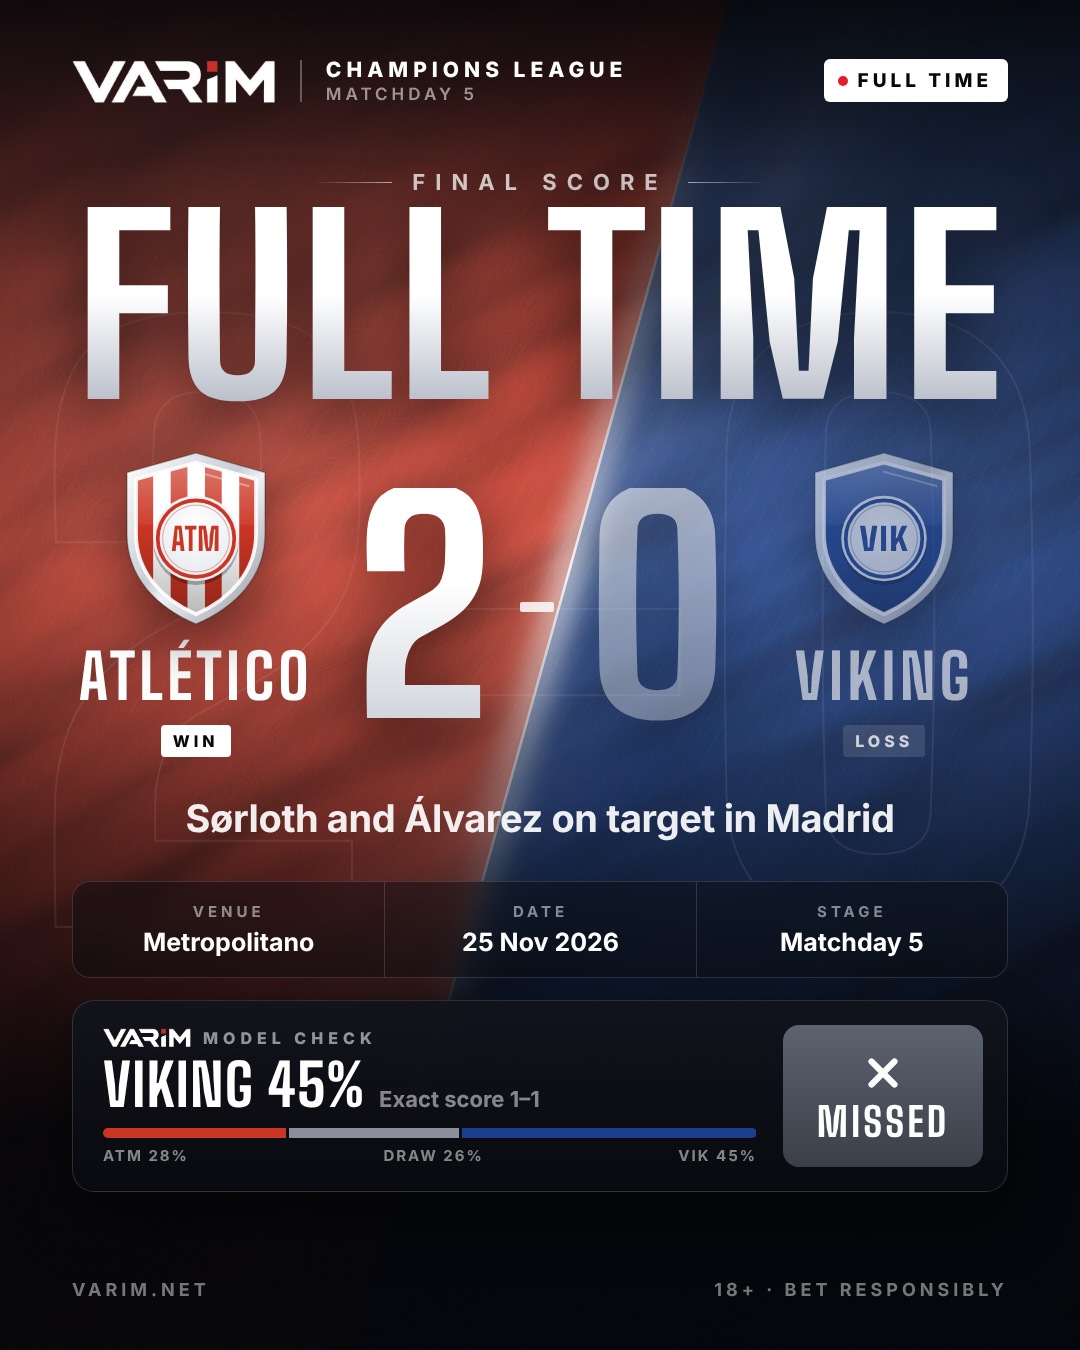 VARiM
CHAMPIONS LEAGUE
MATCHDAY 5
FULL TIME
FINAL SCORE
FULL TIME
ATM
2 - 0
VIK
ATLÉTICO
VIKING
WIN
LOSS
Sørloth and Álvarez on target in Madrid
VENUE
Metropolitano
DATE
25 Nov 2026
STAGE
Matchday 5
VARiM MODEL CHECK
VIKING 45% Exact score 1–1
ATM 28% DRAW 26% VIK 45%
MISSED
VARIM.NET
18+ · BET RESPONSIBLY